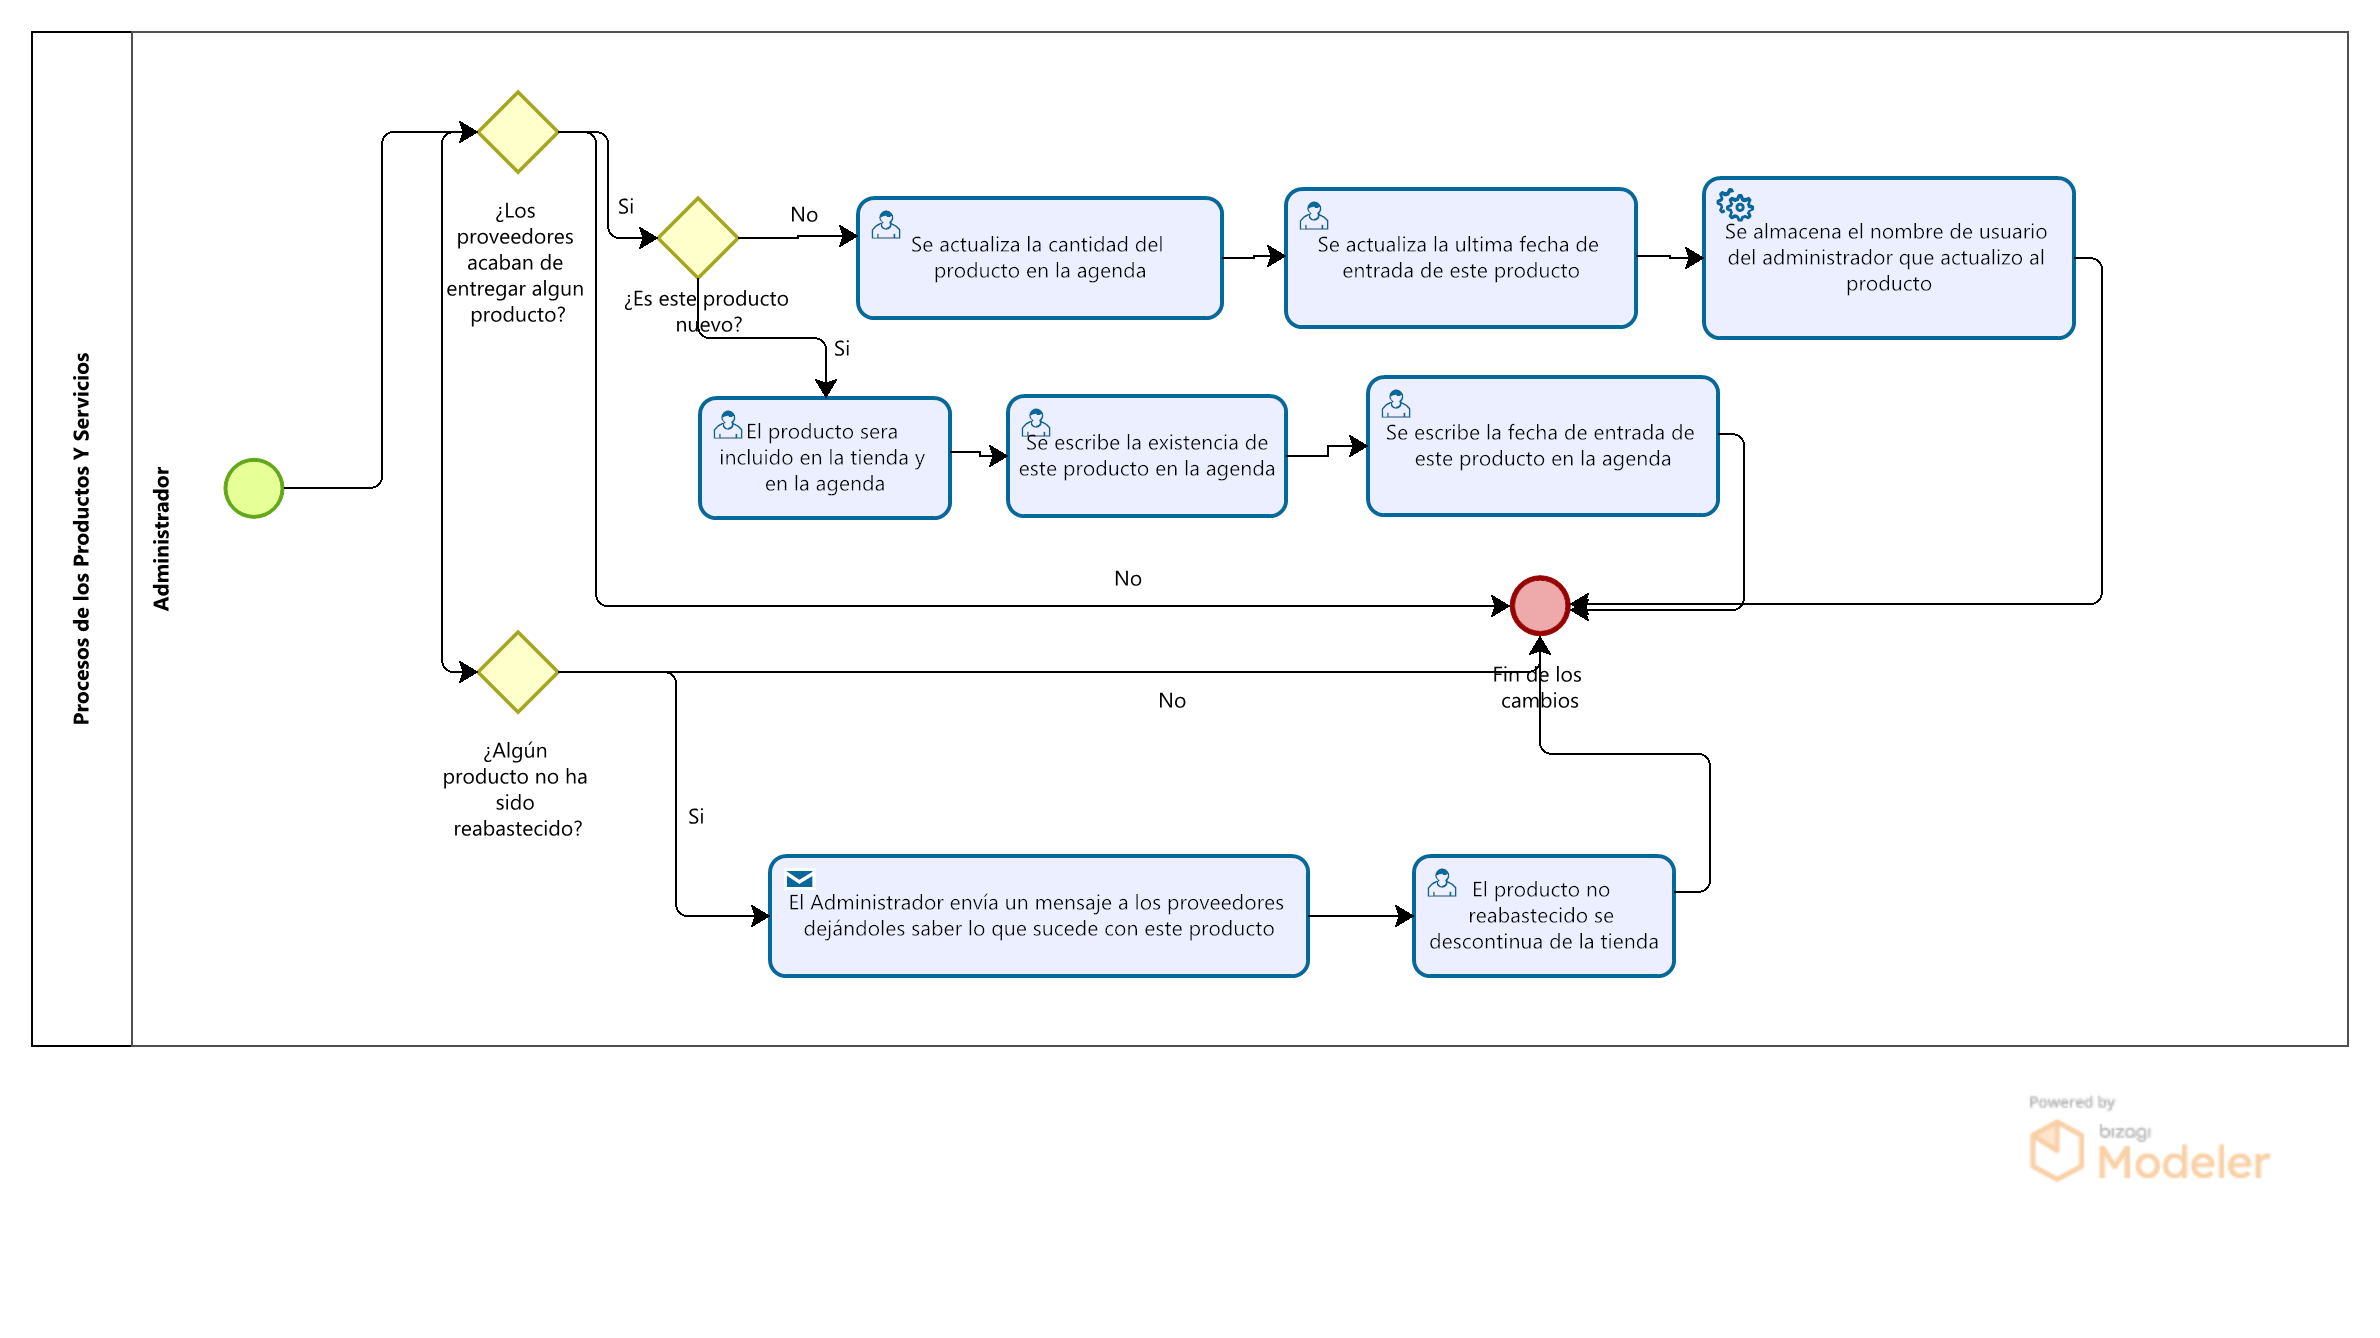 Procesos de los Productos Y Servicios
Administrador
¿Los
proveedores
acaban de
entregar algun
producto?
Si
¿Es este producto
nuevo?
No
Se actualiza la cantidad del
producto en la agenda
Se actualiza la ultima fecha de
entrada de este producto
Se almacena el nombre de usuario
del administrador que actualizo al
producto
Si
El producto sera
incluido en la tienda y
en la agenda
Se escribe la existencia de
este producto en la agenda
Se escribe la fecha de entrada de
este producto en la agenda
No
Fin de los
cambios
No
¿Algún
producto no ha
sido
reabastecido?
Si
El Administrador envía un mensaje a los proveedores
dejándoles saber lo que sucede con este producto
El producto no
reabastecido se
descontinua de la tienda
Powered by
bizagi
Modeler